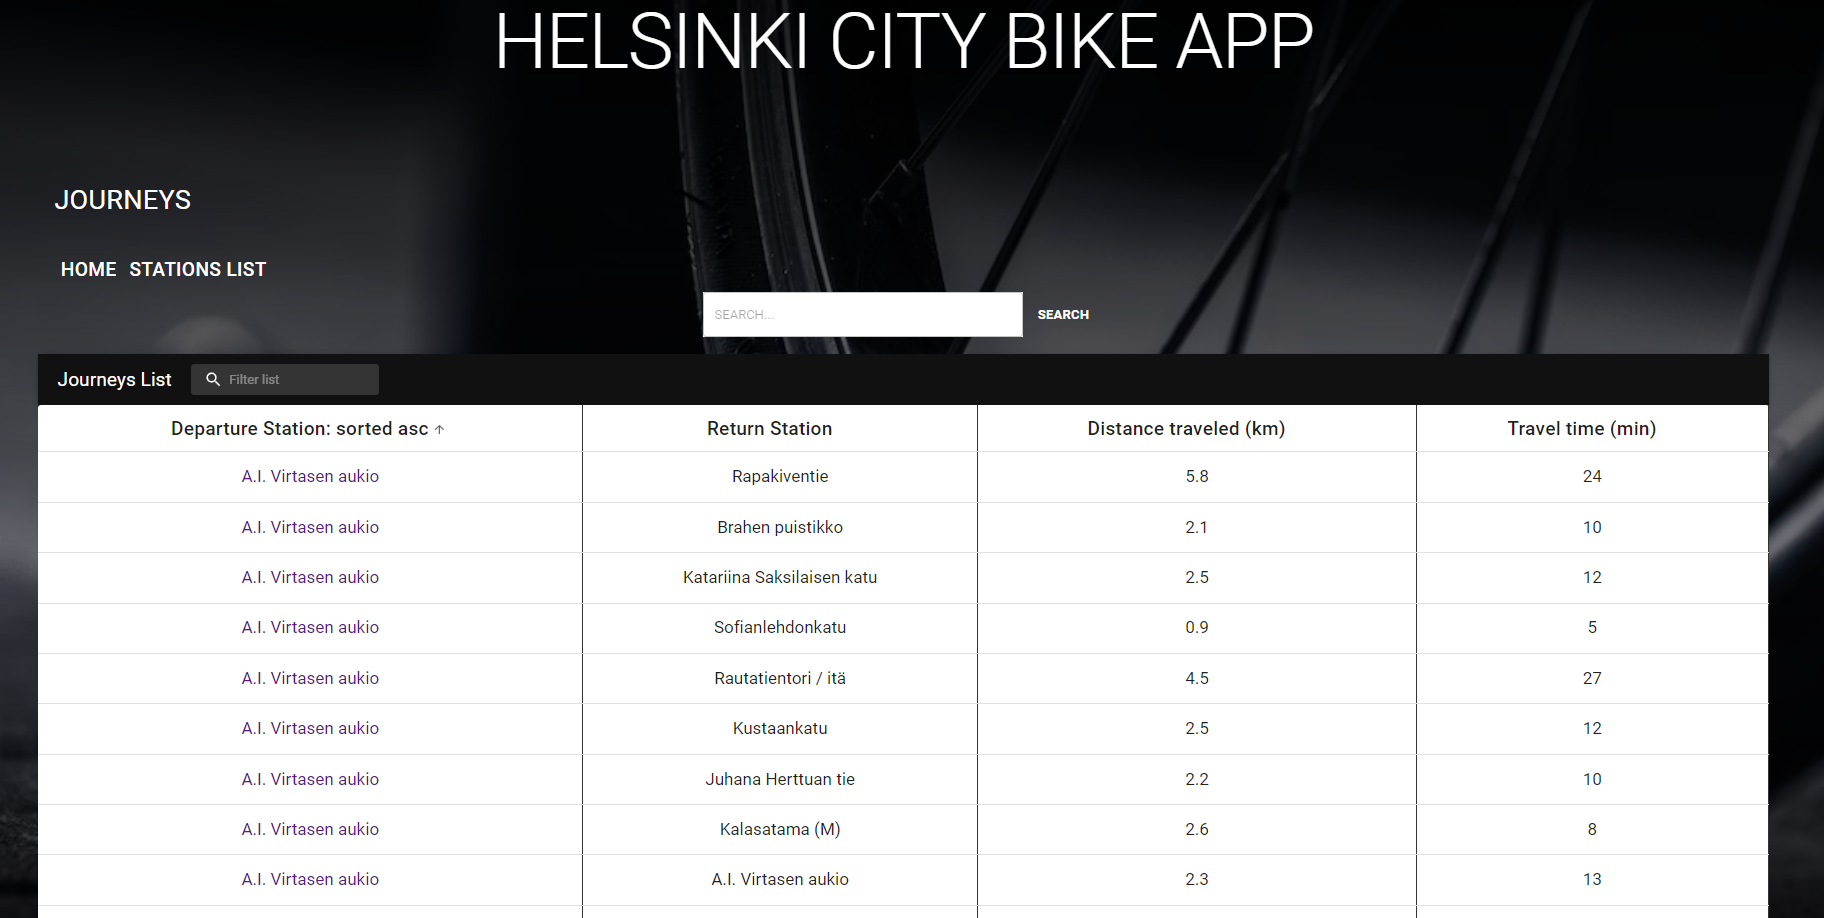 HELSINKI CITY BIKE APP
JOURNEYS
HOME STATIONS LIST
SEARCH... SEARCH
Journeys List Filter list
Departure Station: sorted asc ↑ Return Station Distance traveled (km) Travel time (min)
A.I. Virtasen aukio Rapakiventie 5.8 24
A.I. Virtasen aukio Brahen puistikko 2.1 10
A.I. Virtasen aukio Katariina Saksilaisen katu 2.5 12
A.I. Virtasen aukio Sofianlehdonkatu 0.9 5
A.I. Virtasen aukio Rautatientori / itä 4.5 27
A.I. Virtasen aukio Kustaankatu 2.5 12
A.I. Virtasen aukio Juhana Herttuan tie 2.2 10
A.I. Virtasen aukio Kalasatama (M) 2.6 8
A.I. Virtasen aukio A.I. Virtasen aukio 2.3 13